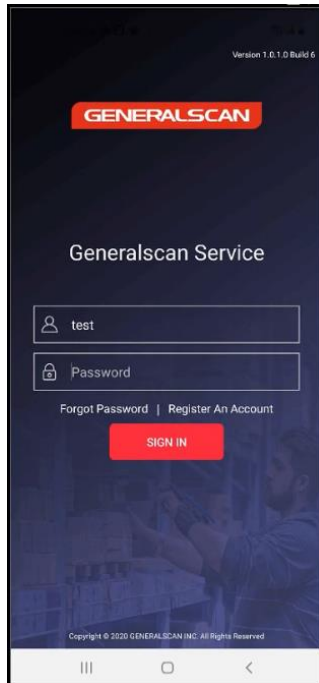 Version 1.0.1.0 Build 6
GENERALSCAN
Generalscan Service
test
Password
Forgot Password | Register An Account
SIGN IN
Copyright © 2020 GENERALSCAN INC. All Rights Reserved